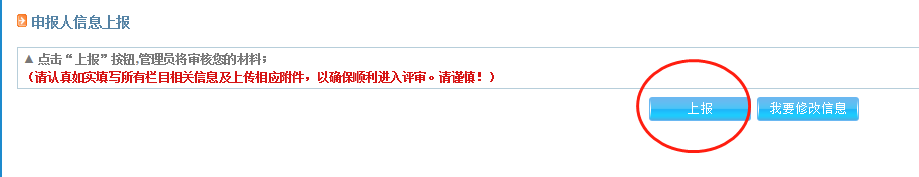 申报人信息上报
▲ 点击“上报”按钮,管理员将审核您的材料；
（请认真如实填写所有栏目相关信息及上传相应附件，以确保顺利进入评审。请谨慎！）
上报 我要修改信息